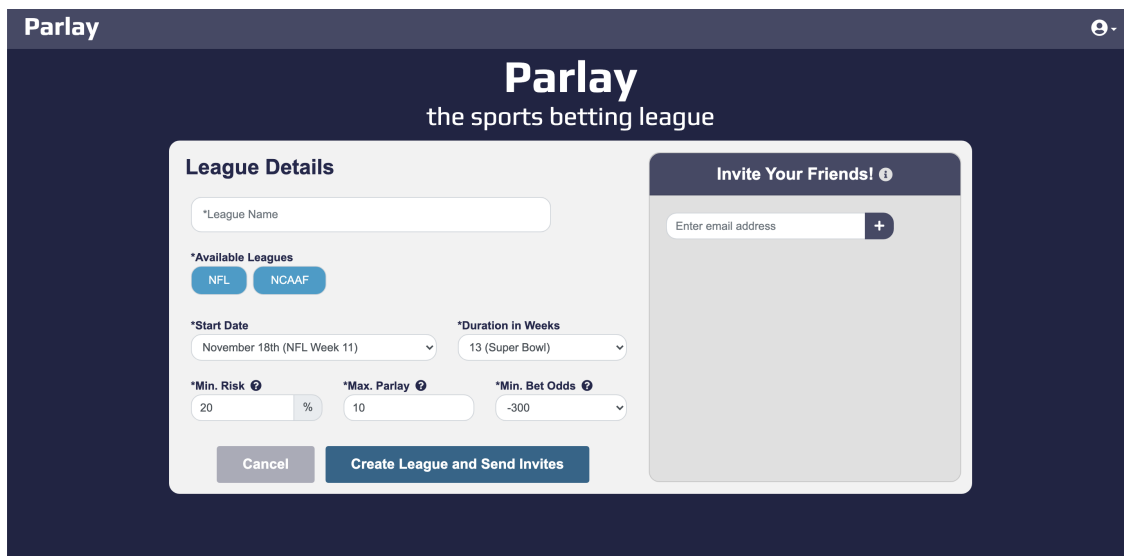 Parlay
Parlay
the sports betting league
League Details
*League Name
*Available Leagues
NFL NCAAF
*Start Date *Duration in Weeks
November 18th (NFL Week 11) 13 (Super Bowl)
*Min. Risk ? *Max. Parlay ? *Min. Bet Odds ?
20 % 10 -300
Cancel Create League and Send Invites
Invite Your Friends! i
Enter email address +